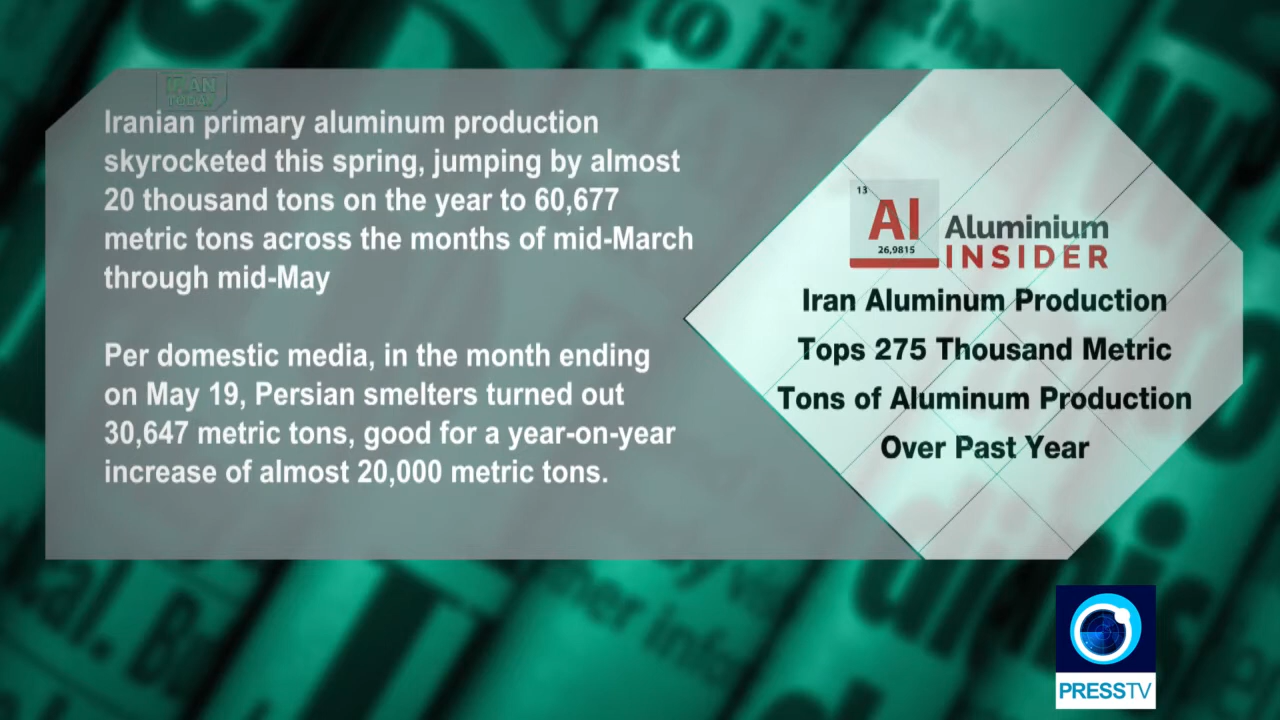 IRAN
TODAY
Iranian primary aluminum production
skyrocketed this spring, jumping by almost
20 thousand tons on the year to 60,677
metric tons across the months of mid-March
through mid-May
Per domestic media, in the month ending
on May 19, Persian smelters turned out
30,647 metric tons, good for a year-on-year
increase of almost 20,000 metric tons.
13
Al
26,9815
Aluminium
INSIDER
Iran Aluminum Production
Tops 275 Thousand Metric
Tons of Aluminum Production
Over Past Year
PRESSTV